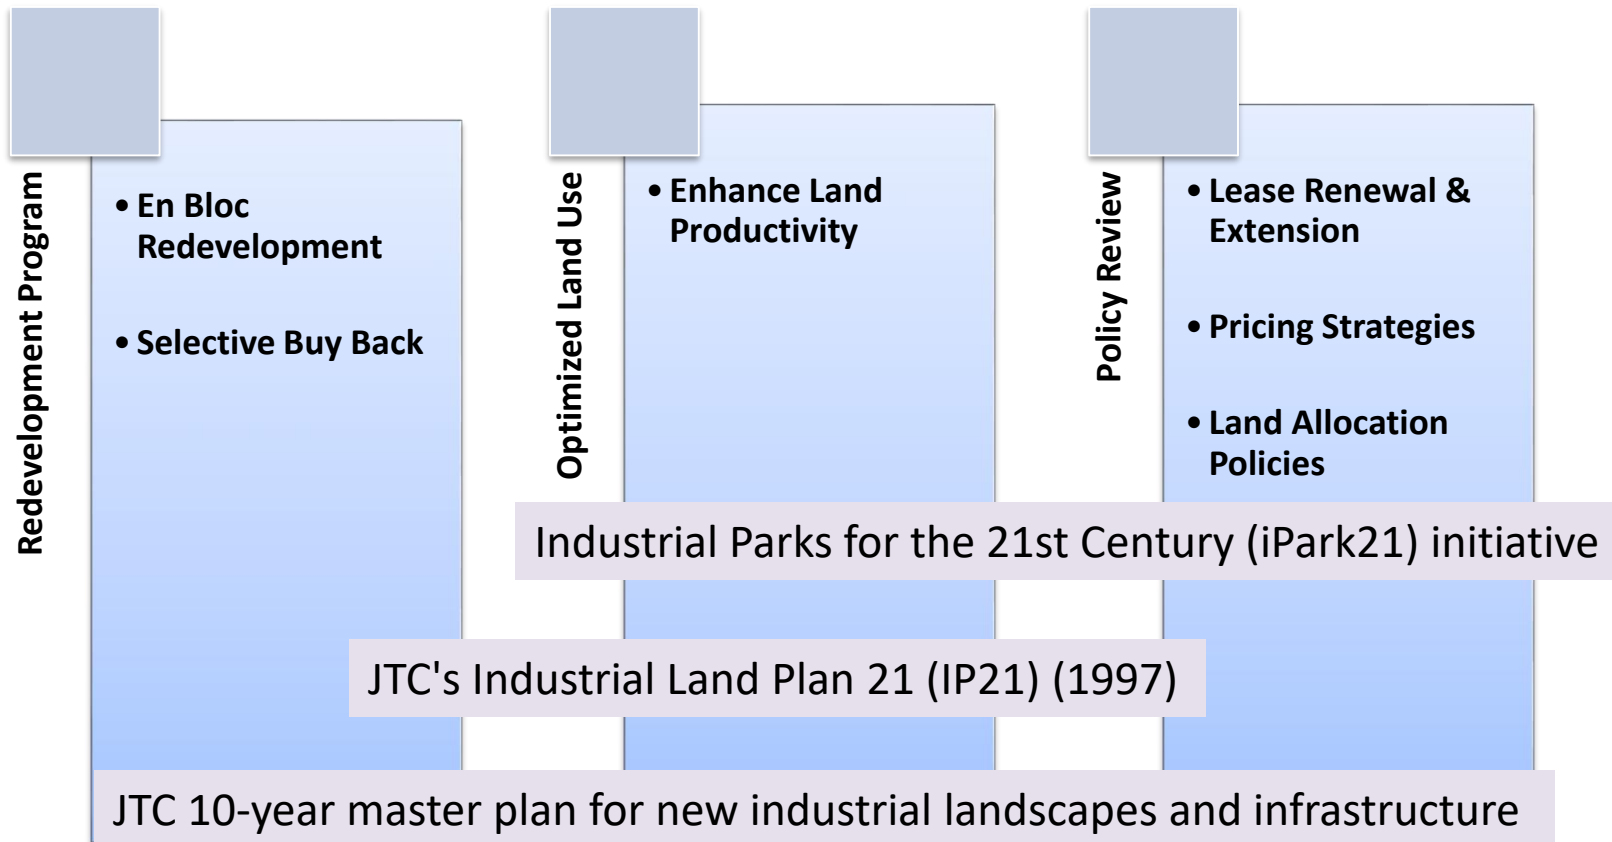 Redevelopment Program
• En Bloc
Redevelopment
• Selective Buy Back
Optimized Land Use
• Enhance Land
Productivity
Policy Review
• Lease Renewal &
Extension
• Pricing Strategies
• Land Allocation
Policies
Industrial Parks for the 21st Century (iPark21) initiative
JTC's Industrial Land Plan 21 (IP21) (1997)
JTC 10-year master plan for new industrial landscapes and infrastructure